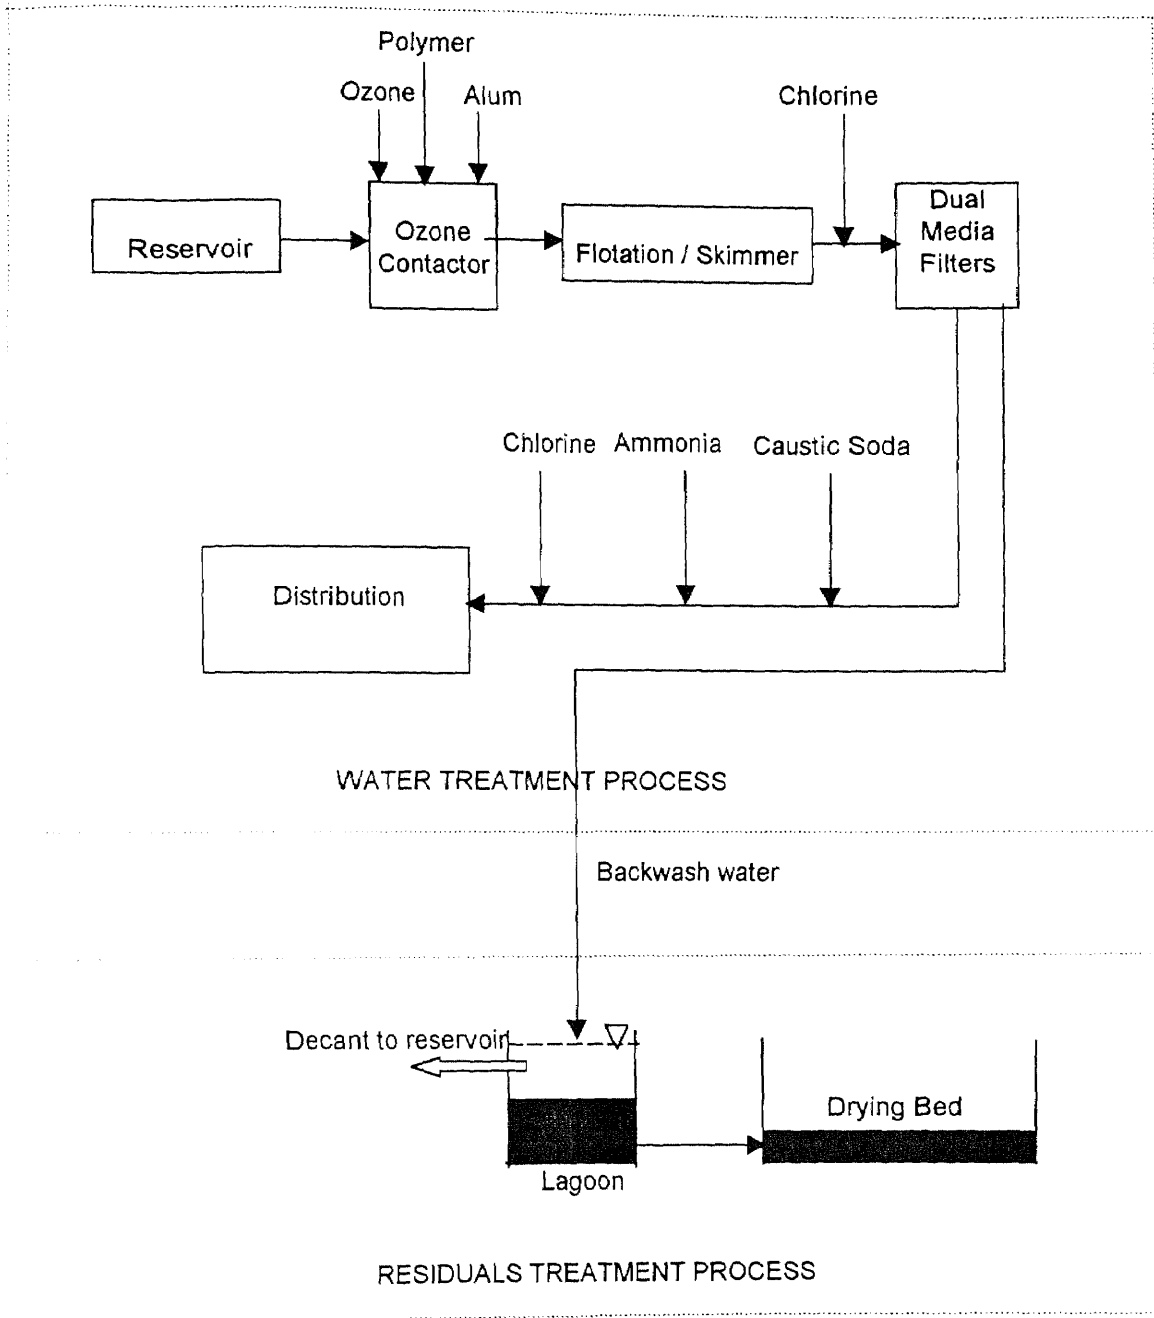 Polymer
Ozone
Alum
Chlorine
Reservoir
Ozone
Contactor
Flotation / Skimmer
Dual
Media
Filters
Chlorine
Ammonia
Caustic Soda
Distribution
WATER TREATMENT PROCESS
Backwash water
Decant to reservoir
Drying Bed
Lagoon
RESIDUALS TREATMENT PROCESS